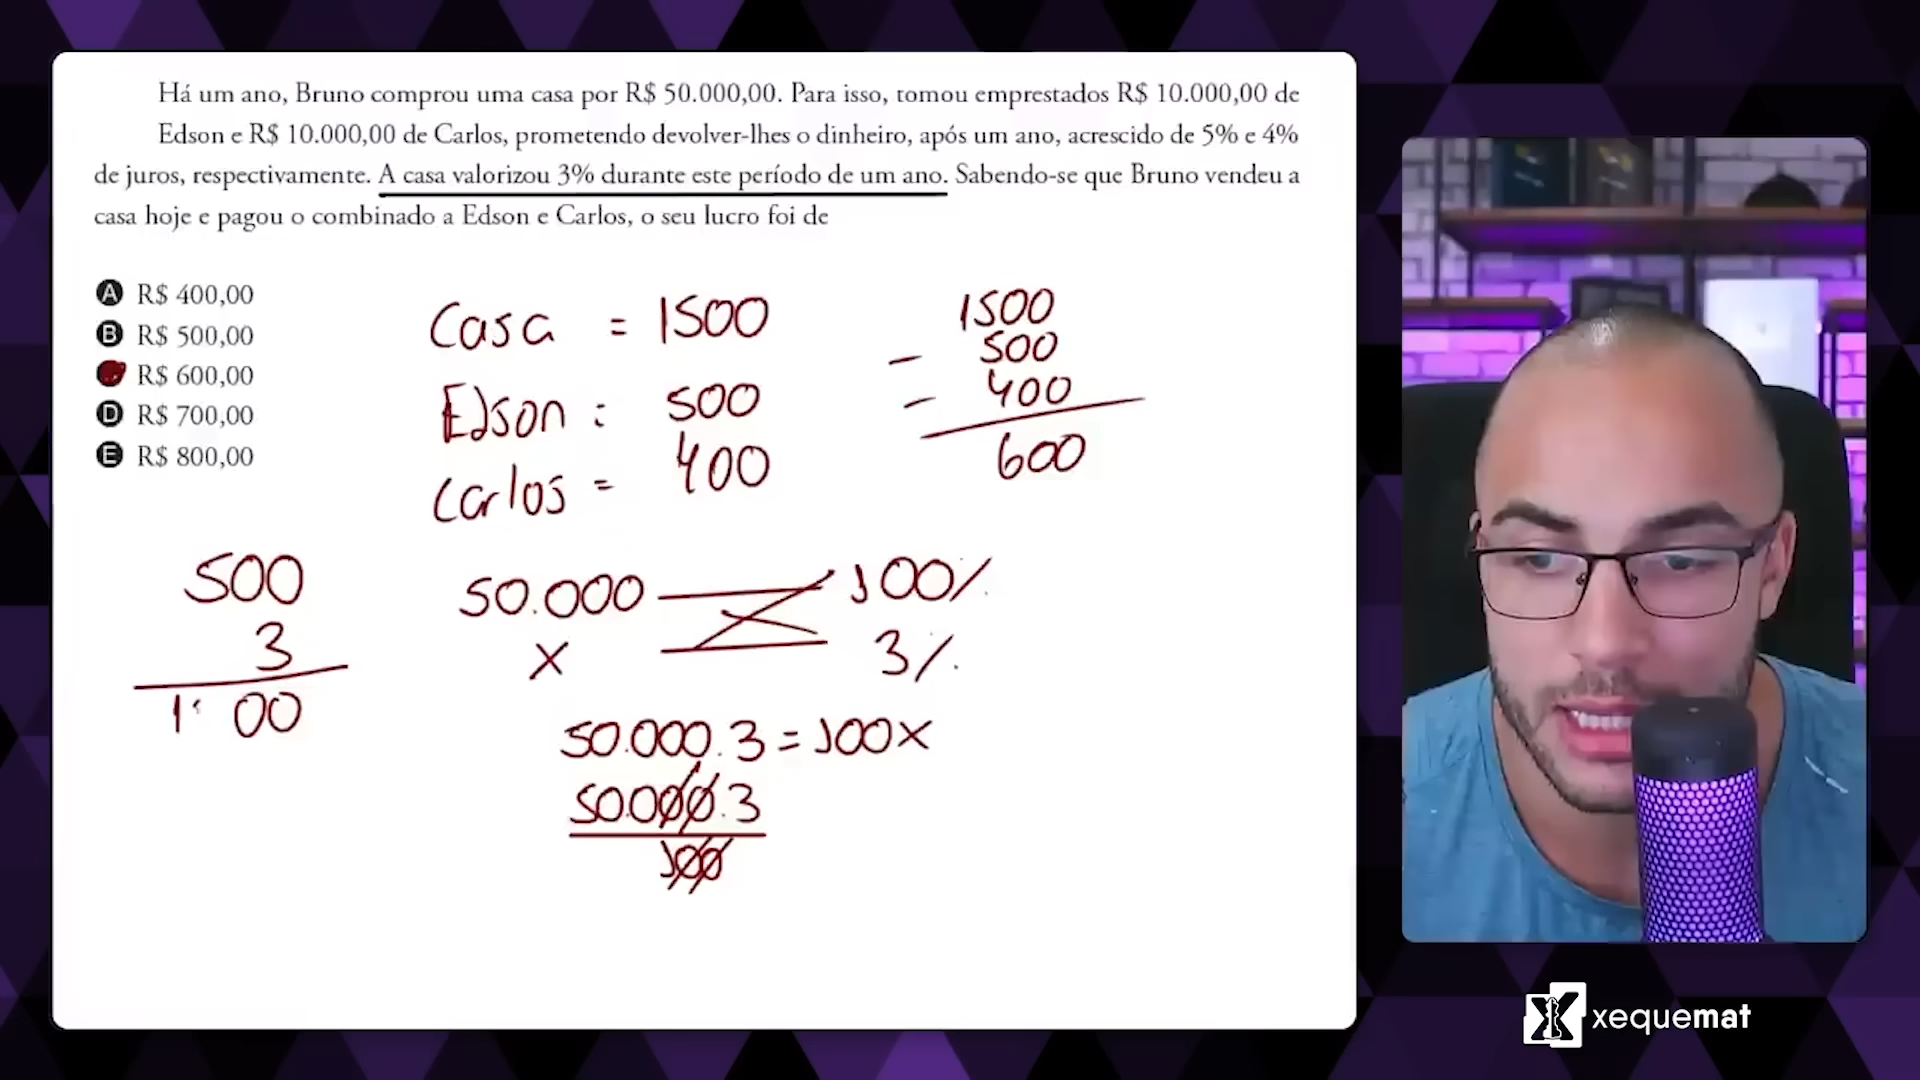 Há um ano, Bruno comprou uma casa por R$ 50.000,00. Para isso, tomou emprestados R$ 10.000,00 de
Edson e R$ 10.000,00 de Carlos, prometendo devolver-lhes o dinheiro, após um ano, acrescido de 5% e 4%
de juros, respectivamente. A casa valorizou 3% durante este período de um ano. Sabendo-se que Bruno vendeu a
casa hoje e pagou o combinado a Edson e Carlos, o seu lucro foi de
A R$ 400,00
B R$ 500,00
R$ 600,00
D R$ 700,00
E R$ 800,00
Casa = 1500
Edson : 500
Carlos = 400
1500
- 500
- 400
600
500
3
1 00
50.000 100%
X 3%
50.000.3 = 100x
50.000.3
100
xequemat